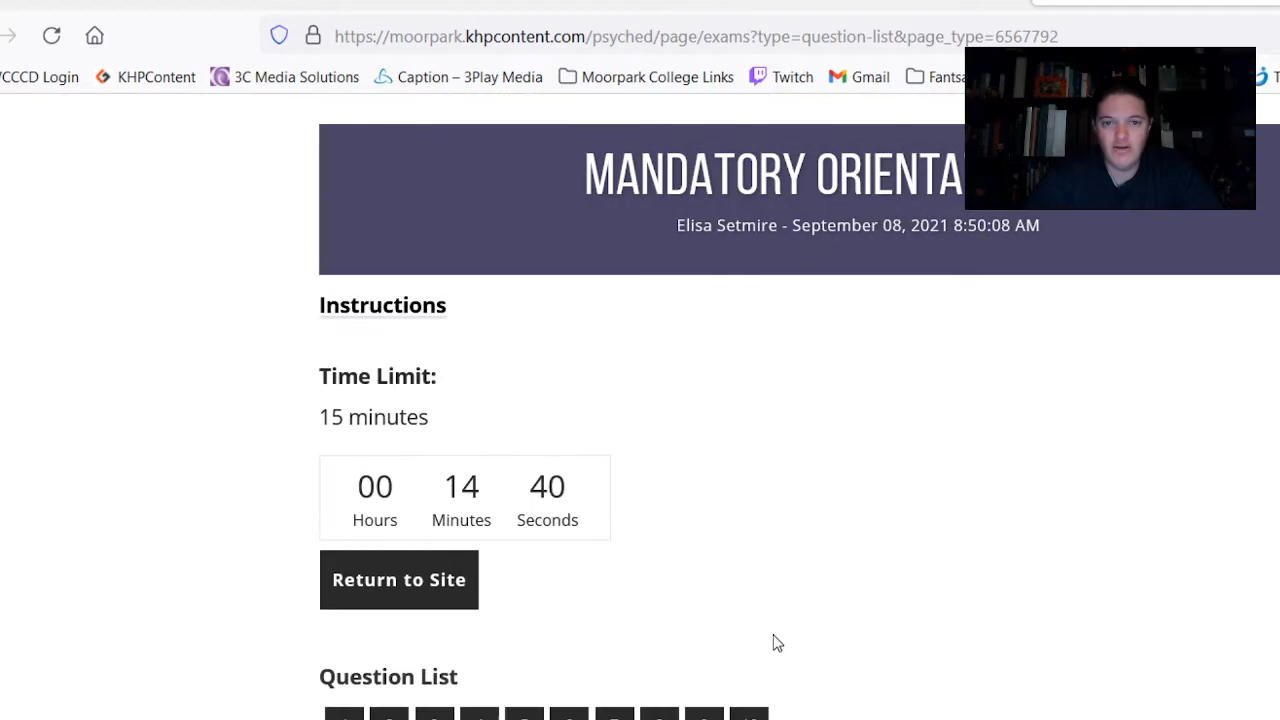 https://moorpark.khpcontent.com/psyched/page/exams?type=question-list&page_type=6567792
CCCD Login KHPContent 3C Media Solutions Caption – 3Play Media Moorpark College Links Twitch Gmail Fantsa
MANDATORY ORIENTA
Elisa Setmire - September 08, 2021 8:50:08 AM
Instructions
Time Limit:
15 minutes
00 14 40
Hours Minutes Seconds
Return to Site
Question List